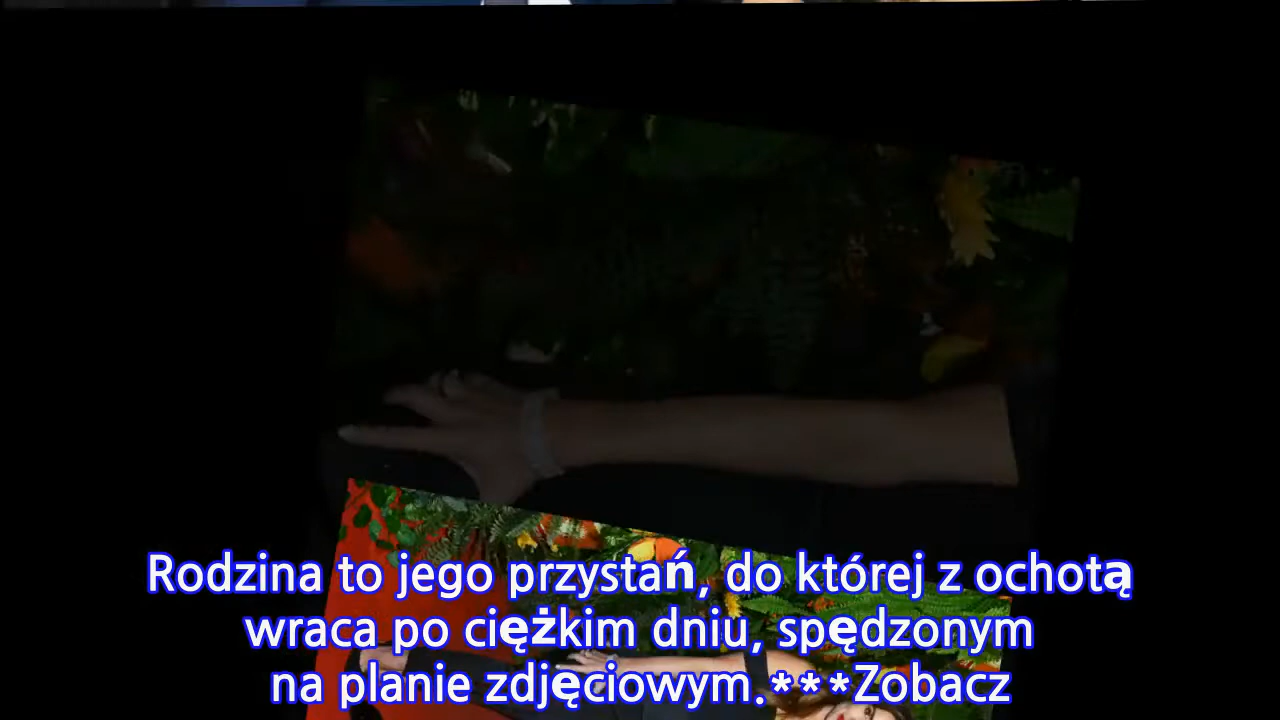 Rodzina to jego przystań, do której z ochotą
wraca po ciężkim dniu, spędzonym
na planie zdjęciowym.***Zobacz